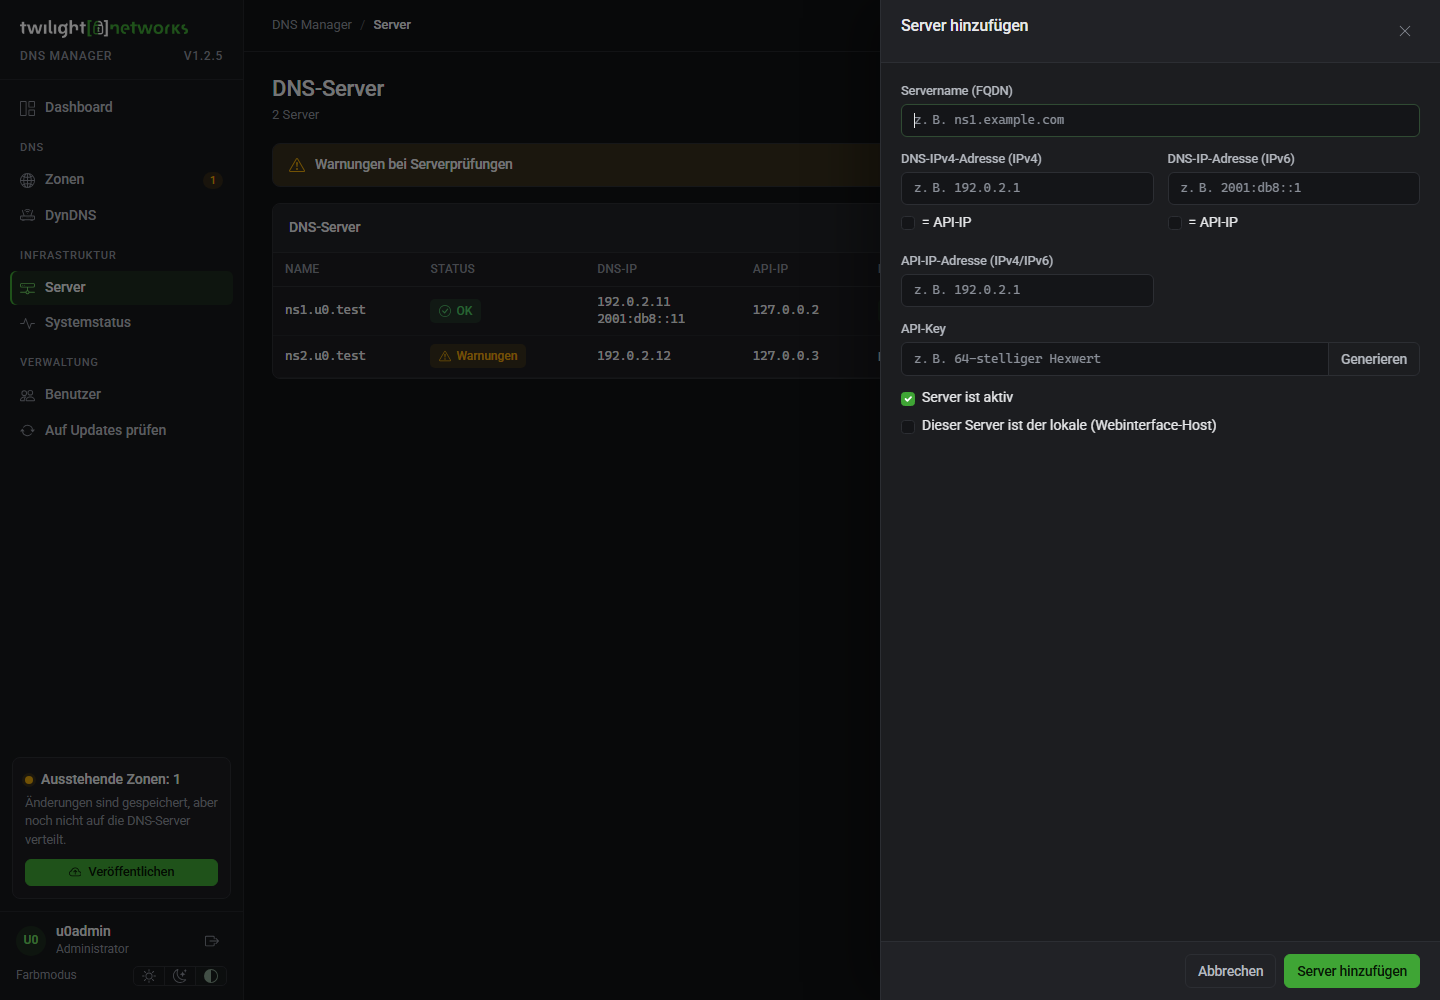 twilight[]networks
DNS MANAGER V1.2.5
Dashboard
DNS
Zonen 1
DynDNS
INFRASTRUKTUR
Server
Systemstatus
VERWALTUNG
Benutzer
Auf Updates prüfen
Ausstehende Zonen: 1
Änderungen sind gespeichert, aber
noch nicht auf die DNS-Server
verteilt.
Veröffentlichen
U0 u0admin
Administrator
Farbmodus
DNS Manager / Server
DNS-Server
2 Server
Warnungen bei Serverprüfungen
DNS-Server
NAME STATUS DNS-IP API-IP
ns1.u0.test OK 192.0.2.11 127.0.0.2
2001:db8::11
ns2.u0.test Warnungen 192.0.2.12 127.0.0.3
Server hinzufügen
Servername (FQDN)
z. B. ns1.example.com
DNS-IPv4-Adresse (IPv4) DNS-IP-Adresse (IPv6)
z. B. 192.0.2.1 z. B. 2001:db8::1
= API-IP = API-IP
API-IP-Adresse (IPv4/IPv6)
z. B. 192.0.2.1
API-Key
z. B. 64-stelliger Hexwert Generieren
Server ist aktiv
Dieser Server ist der lokale (Webinterface-Host)
Abbrechen Server hinzufügen